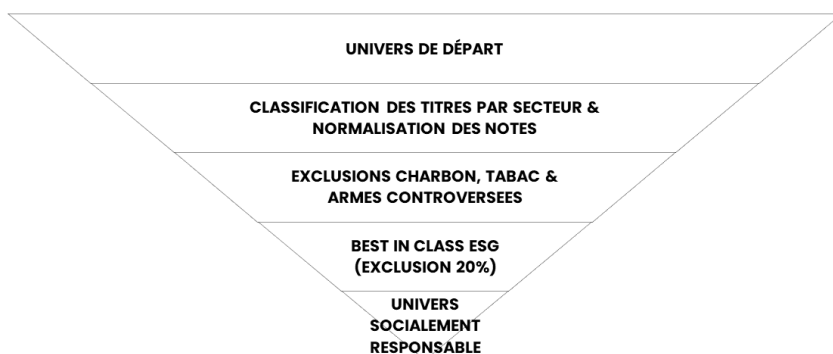 UNIVERS DE DÉPART
CLASSIFICATION DES TITRES PAR SECTEUR &
NORMALISATION DES NOTES
EXCLUSIONS CHARBON, TABAC &
ARMES CONTROVERSEES
BEST IN CLASS ESG
(EXCLUSION 20%)
UNIVERS
SOCIALEMENT
RESPONSABLE